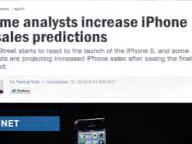 me analysts increase iPhone
sales predictions
Street starts to react to the launch of the iPhone 5, and some
are projecting increased iPhone sales after seeing the final
NET